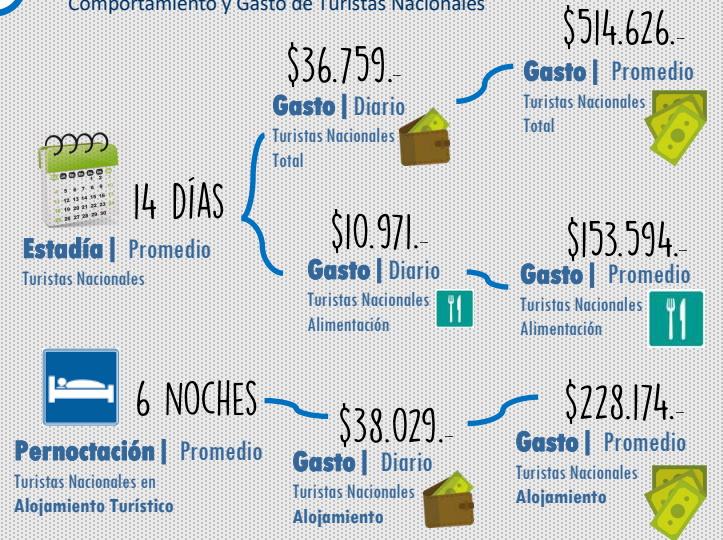 Comportamiento y Gasto de Turistas Nacionales
$36.759.-
Gasto | Diario
Turistas Nacionales
Total
$514.626.-
Gasto | Promedio
Turistas Nacionales
Total
14 DÍAS
Estadía | Promedio
Turistas Nacionales
$10.971.-
Gasto | Diario
Turistas Nacionales
Alimentación
$153.594.-
Gasto | Promedio
Turistas Nacionales
Alimentación
6 NOCHES
Pernoctación | Promedio
Turistas Nacionales en
Alojamiento Turístico
$38.029.-
Gasto | Diario
Turistas Nacionales
Alojamiento
$228.174.-
Gasto | Promedio
Turistas Nacionales
Alojamiento